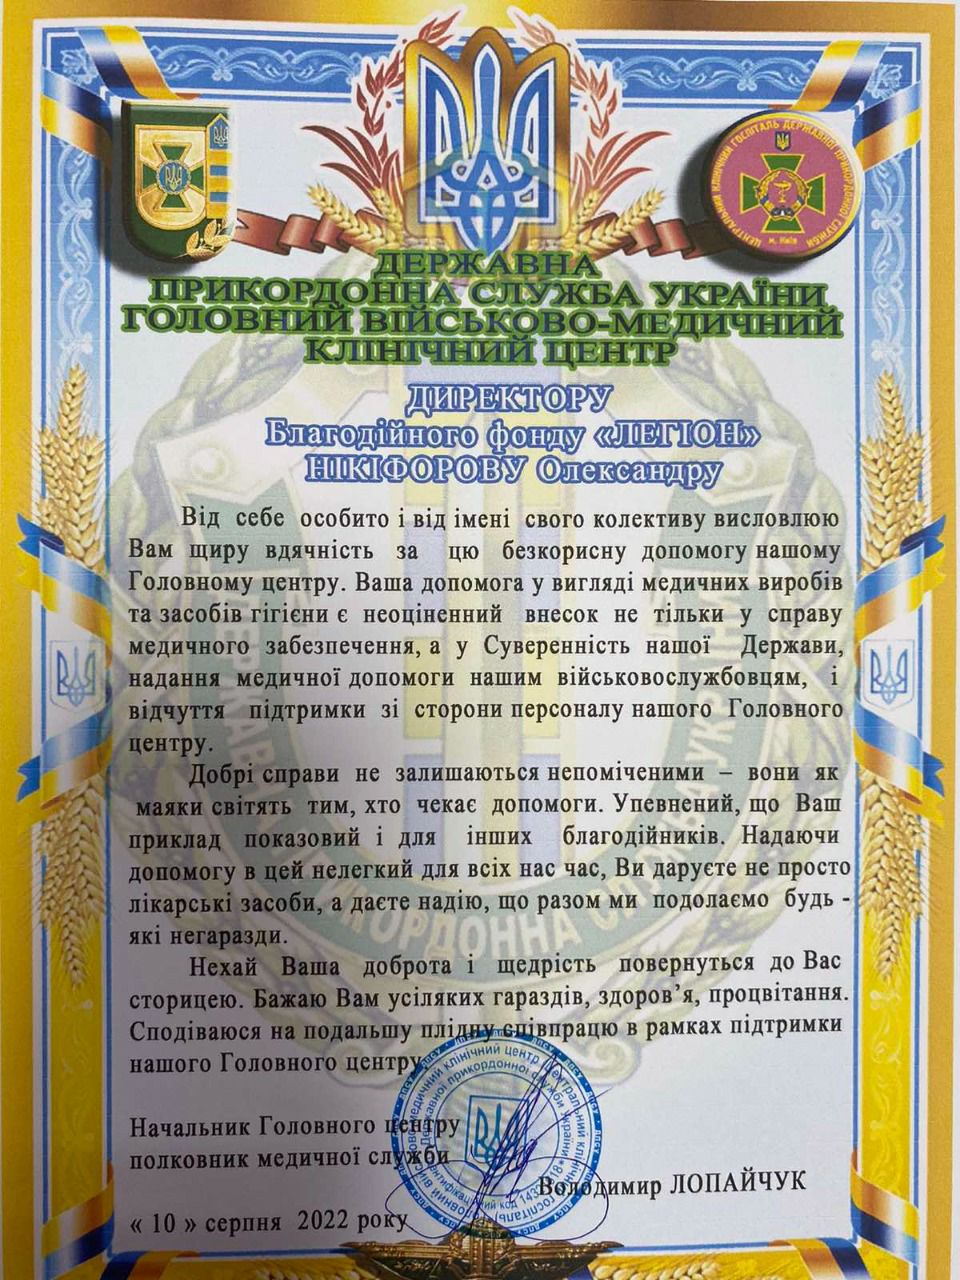 ЦЕНТРАЛЬНИЙ КЛІНІЧНИЙ ГОСПІТАЛЬ ДЕРЖАВНОЇ ПРИКОРДОННОЇ СЛУЖБИ
м. Київ
ДЕРЖАВНА
ПРИКОРДОННА СЛУЖБА УКРАЇНИ
ГОЛОВНИЙ ВІЙСЬКОВО-МЕДИЧНИЙ
КЛІНІЧНИЙ ЦЕНТР
ДИРЕКТОРУ
Благодійного фонду «ЛЕГІОН»
НІКІФОРОВУ Олександру
Від себе особито і від імені свого колективу висловлюю
Вам щиру вдячність за цю безкорисну допомогу нашому
Головному центру. Ваша допомога у вигляді медичних виробів
та засобів гігієни є неоціненний внесок не тільки у справу
медичного забезпечення, а у Суверенність нашої Держави,
надання медичної допомоги нашим військовослужбовцям, і
відчуття підтримки зі сторони персоналу нашого Головного
центру.
Добрі справи не залишаються непоміченими – вони як
маяки світять тим, хто чекає допомоги. Упевнений, що Ваш
приклад показовий і для інших благодійників. Надаючи
допомогу в цей нелегкий для всіх нас час, Ви даруєте не просто
лікарські засоби, а даєте надію, що разом ми подолаємо будь -
які негаразди.
Нехай Ваша доброта і щедрість повернуться до Вас
сторицею. Бажаю Вам усіляких гараздів, здоров’я, процвітання.
Сподіваюся на подальшу плідну співпрацю в рамках підтримки
нашого Головного центру.
Начальник Головного центру
полковник медичної служби
Володимир ЛОПАЙЧУК
« 10 » серпня 2022 року